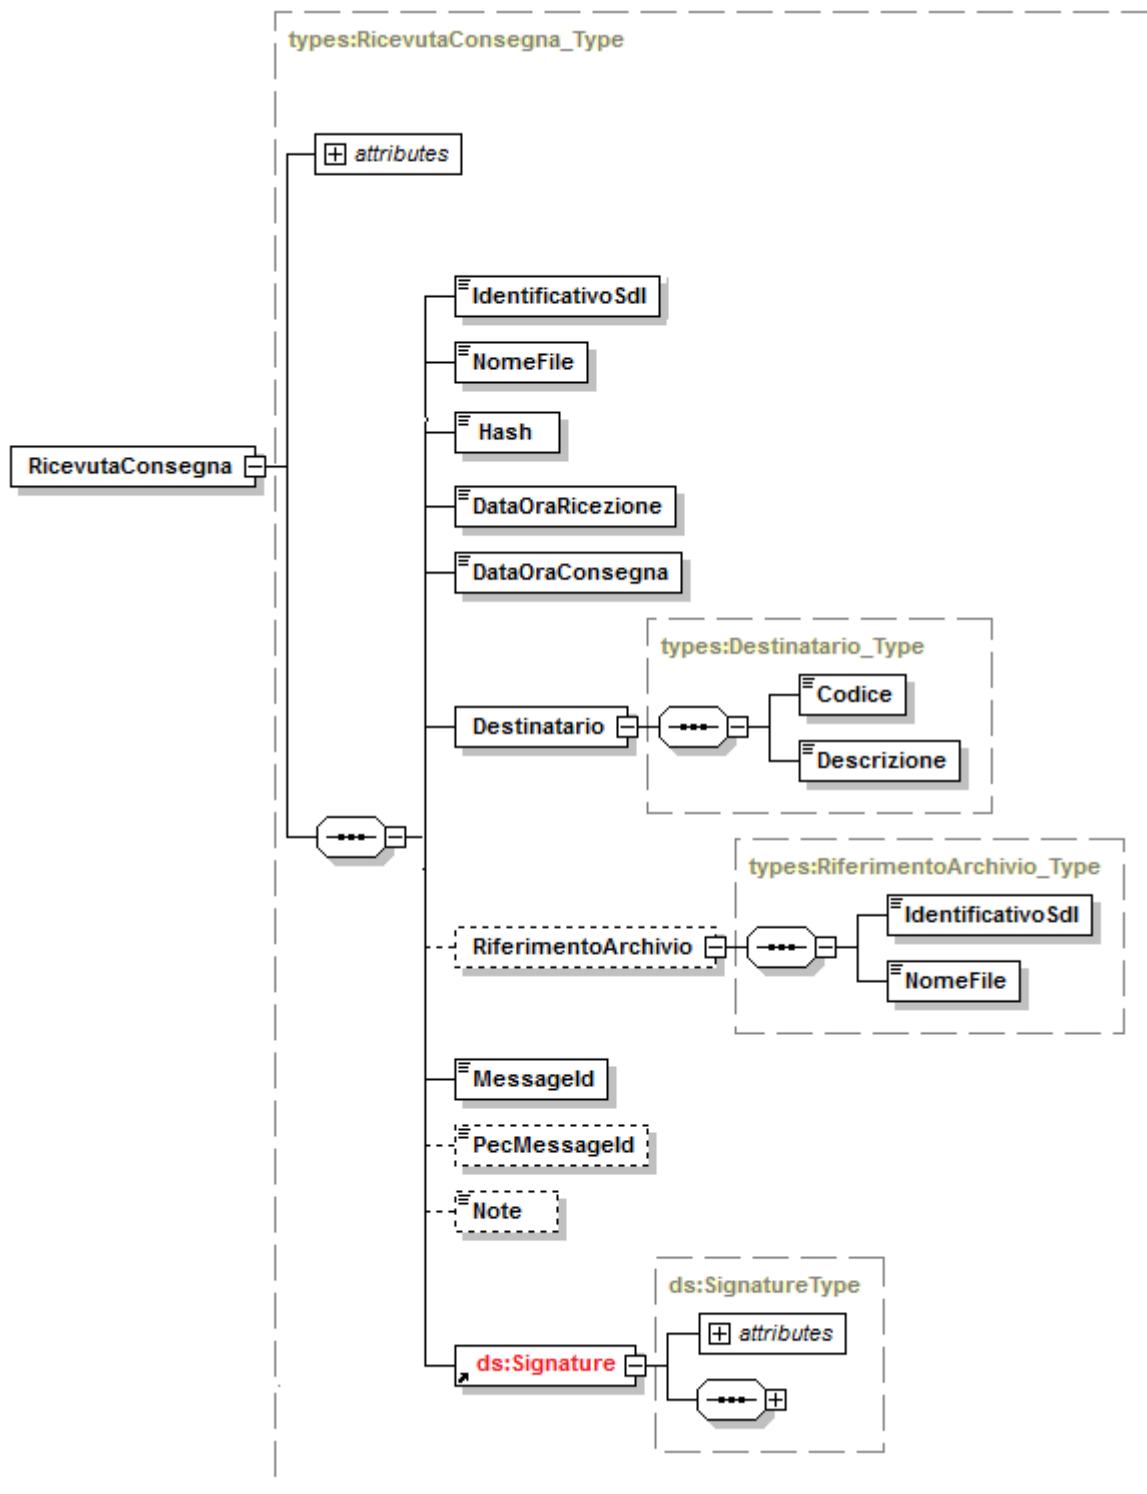 types:RicevutaConsegna_Type
attributes
IdentificativoSdI
NomeFile
Hash
RicevutaConsegna
DataOraRicezione
DataOraConsegna
types:Destinatario_Type
Codice
Destinatario
Descrizione
types:RiferimentoArchivio_Type
IdentificativoSdI
RiferimentoArchivio
NomeFile
MessageId
PecMessageId
Note
ds:SignatureType
attributes
ds:Signature